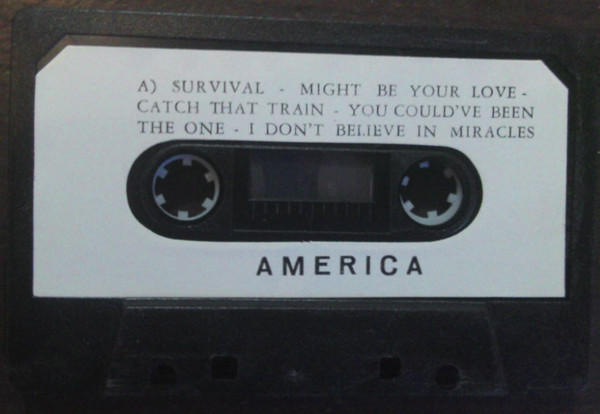 A) SURVIVAL - MIGHT BE YOUR LOVE -
CATCH THAT TRAIN - YOU COULD'VE BEEN
THE ONE - I DON'T BELIEVE IN MIRACLES
AMERICA